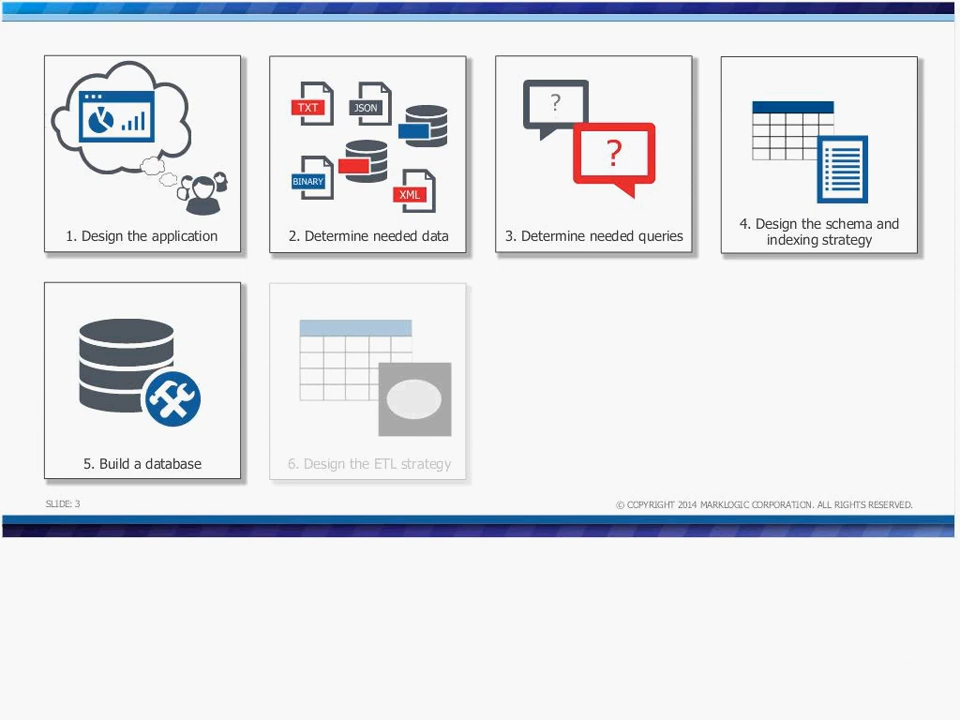 TXT
JSON
BINARY
XML
?
?
1. Design the application
2. Determine needed data
3. Determine needed queries
4. Design the schema and
indexing strategy
5. Build a database
6. Design the ETL strategy
SLIDE: 3
© COPYRIGHT 2014 MARKLOGIC CORPORATION. ALL RIGHTS RESERVED.